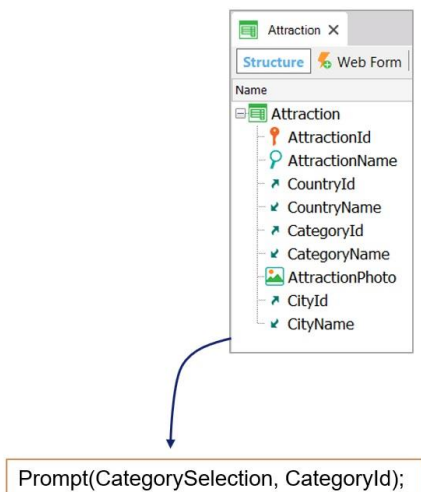 Attraction
Structure Web Form
Name
Attraction
AttractionId
AttractionName
CountryId
CountryName
CategoryId
CategoryName
AttractionPhoto
CityId
CityName
Prompt(CategorySelection, CategoryId);